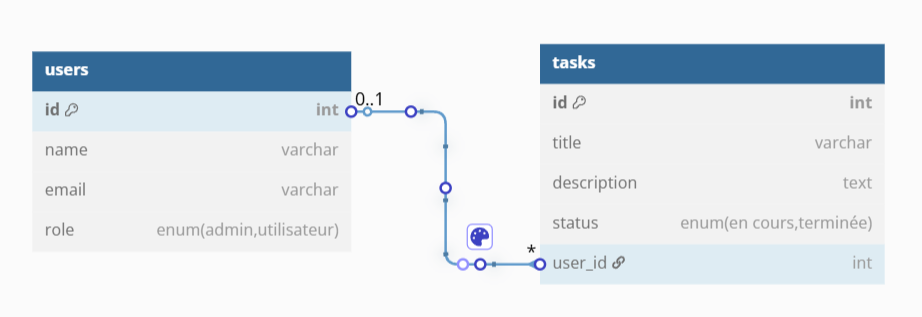 users
id int
name varchar
email varchar
role enum(admin,utilisateur)
0..1
*
tasks
id int
title varchar
description text
status enum(en cours,terminée)
user_id int